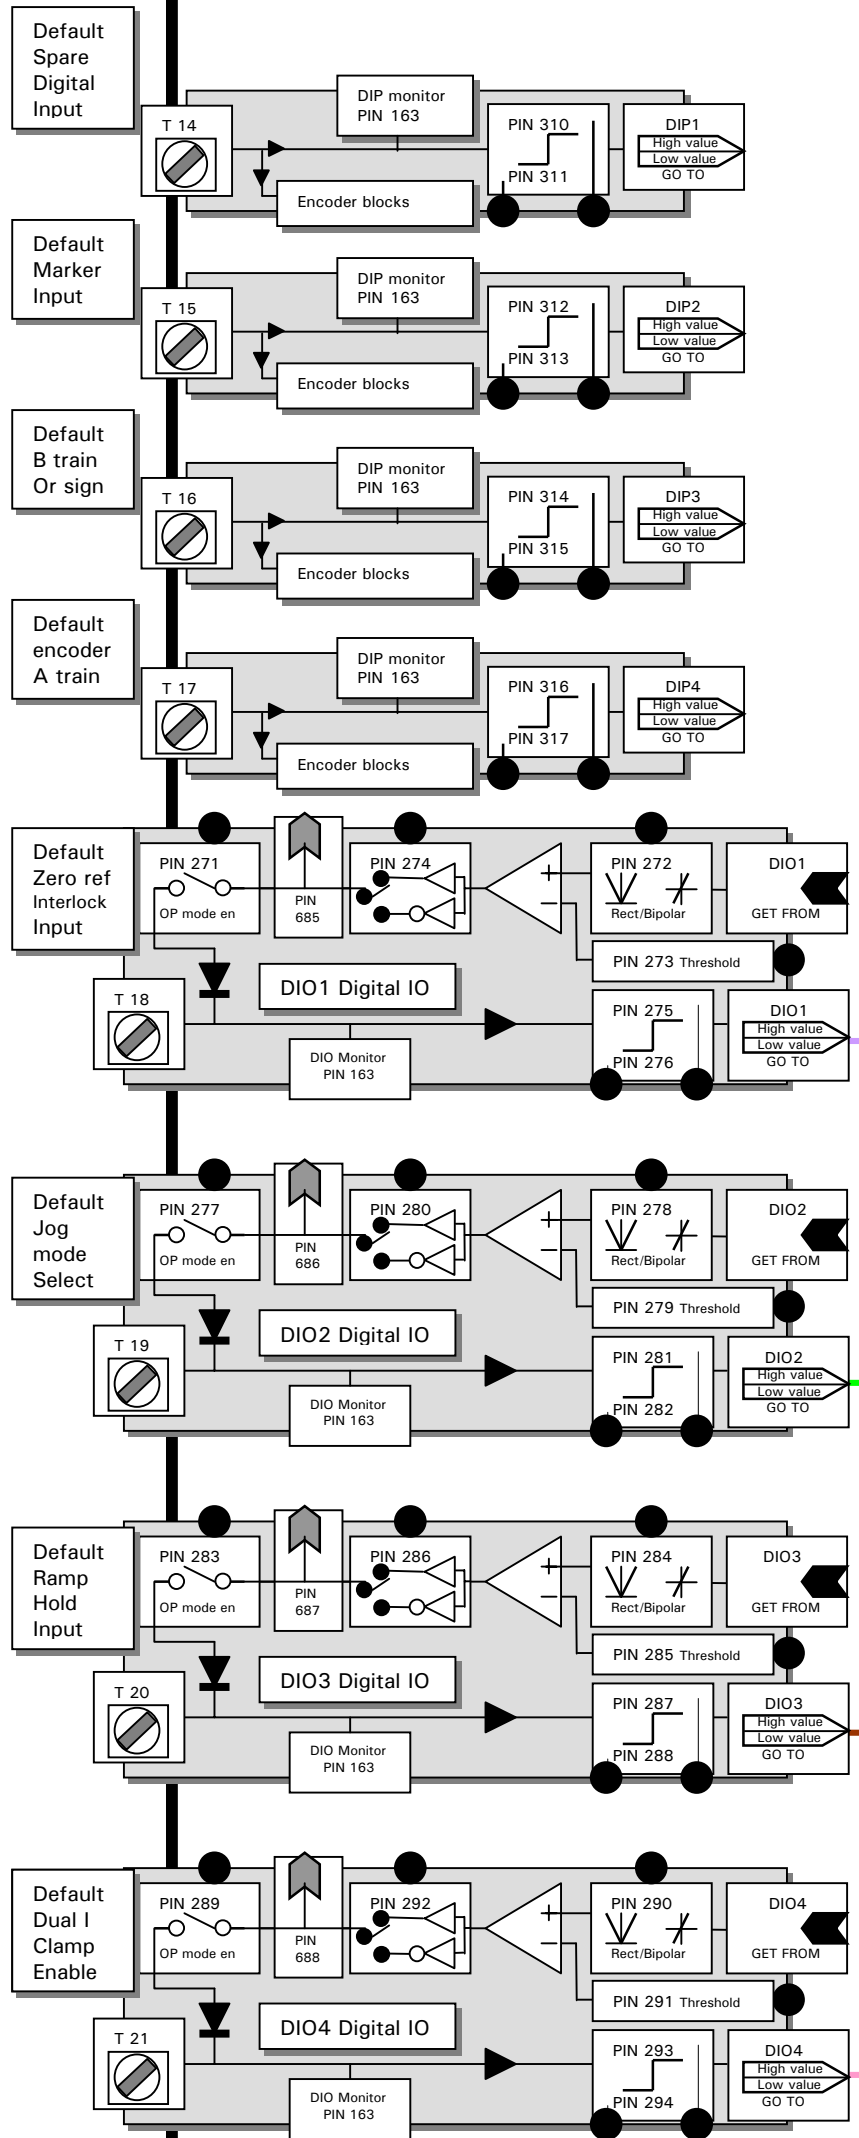 Default
Spare
Digital
Input
T 14
DIP monitor
PIN 163
Encoder blocks
PIN 310
PIN 311
DIP1
High value
Low value
GO TO
Default
Marker
Input
T 15
DIP monitor
PIN 163
Encoder blocks
PIN 312
PIN 313
DIP2
High value
Low value
GO TO
Default
B train
Or sign
T 16
DIP monitor
PIN 163
Encoder blocks
PIN 314
PIN 315
DIP3
High value
Low value
GO TO
Default
encoder
A train
T 17
DIP monitor
PIN 163
Encoder blocks
PIN 316
PIN 317
DIP4
High value
Low value
GO TO
Default
Zero ref
Interlock
Input
PIN 271
OP mode en
PIN
685
PIN 274
PIN 272
Rect/Bipolar
DIO1
GET FROM
PIN 273 Threshold
DIO1 Digital IO
T 18
DIO Monitor
PIN 163
PIN 275
PIN 276
DIO1
High value
Low value
GO TO
Default
Jog
mode
Select
PIN 277
OP mode en
PIN
686
PIN 280
PIN 278
Rect/Bipolar
DIO2
GET FROM
PIN 279 Threshold
DIO2 Digital IO
T 19
DIO Monitor
PIN 163
PIN 281
PIN 282
DIO2
High value
Low value
GO TO
Default
Ramp
Hold
Input
PIN 283
OP mode en
PIN
687
PIN 286
PIN 284
Rect/Bipolar
DIO3
GET FROM
PIN 285 Threshold
DIO3 Digital IO
T 20
DIO Monitor
PIN 163
PIN 287
PIN 288
DIO3
High value
Low value
GO TO
Default
Dual I
Clamp
Enable
PIN 289
OP mode en
PIN
688
PIN 292
PIN 290
Rect/Bipolar
DIO4
GET FROM
PIN 291 Threshold
DIO4 Digital IO
T 21
DIO Monitor
PIN 163
PIN 293
PIN 294
DIO4
High value
Low value
GO TO